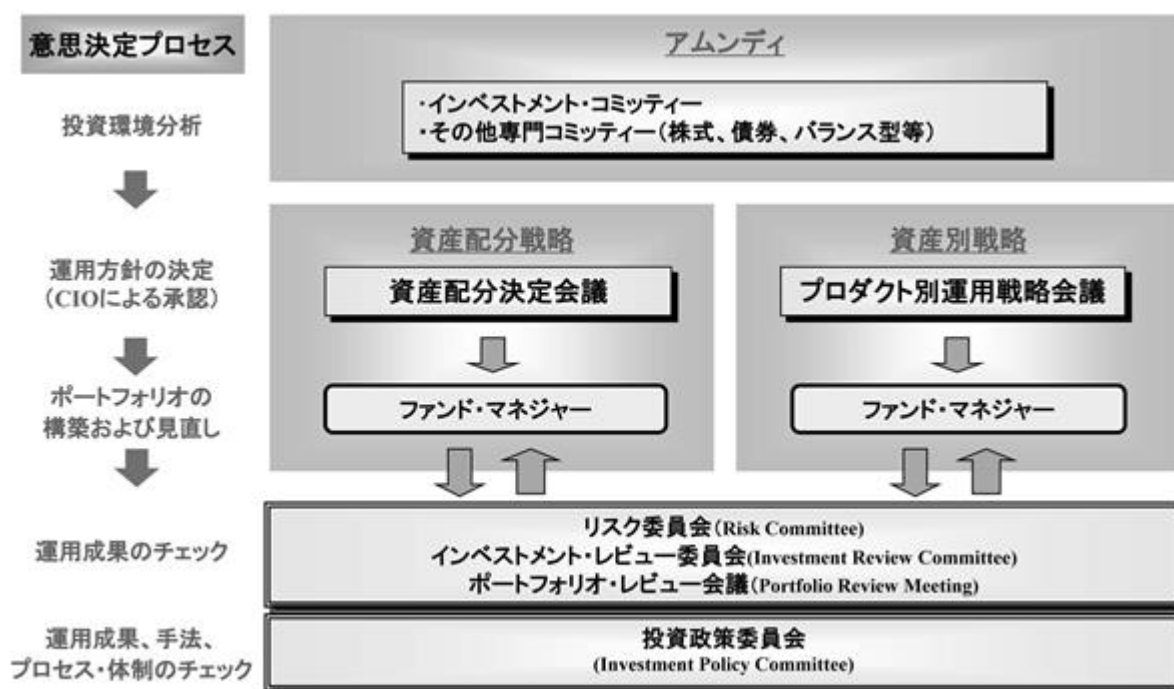 意思決定プロセス
アムンディ
投資環境分析
・インベストメント・コミッティー
・その他専門コミッティー(株式、債券、バランス型等)
運用方針の決定
(CIOによる承認)
資産配分戦略
資産配分決定会議
資産別戦略
プロダクト別運用戦略会議
ポートフォリオの
構築および見直し
ファンド・マネジャー
ファンド・マネジャー
運用成果のチェック
リスク委員会(Risk Committee)
インベストメント・レビュー委員会(Investment Review Committee)
ポートフォリオ・レビュー会議(Portfolio Review Meeting)
運用成果、手法、
プロセス・体制のチェック
投資政策委員会
(Investment Policy Committee)